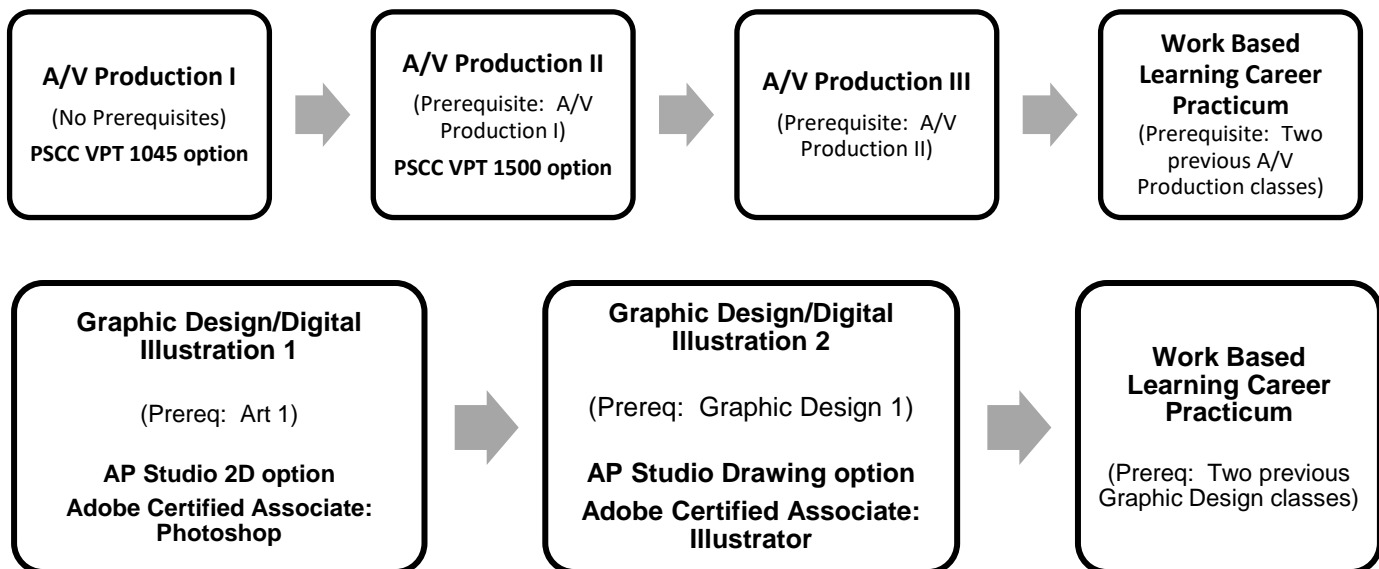 A/V Production I
(No Prerequisites)
PSCC VPT 1045 option
A/V Production II
(Prerequisite:  A/V
Production I)
PSCC VPT 1500 option
A/V Production III
(Prerequisite:  A/V
Production II)
Work Based
Learning Career
Practicum
(Prerequisite:  Two
previous A/V
Production classes)
Graphic Design/Digital
Illustration 1
(Prereq:  Art 1)
AP Studio 2D option
Adobe Certified Associate:
Photoshop
Graphic Design/Digital
Illustration 2
(Prereq:  Graphic Design 1)
AP Studio Drawing option
Adobe Certified Associate:
Illustrator
Work Based
Learning Career
Practicum
(Prereq:  Two previous
Graphic Design classes)